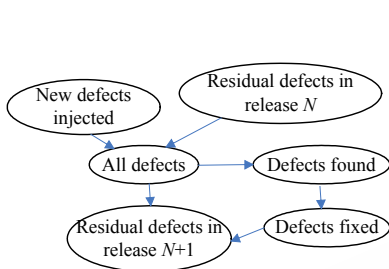 New defects
injected
Residual defects in
release N
All defects
Defects found
Residual defects in
release N+1
Defects fixed